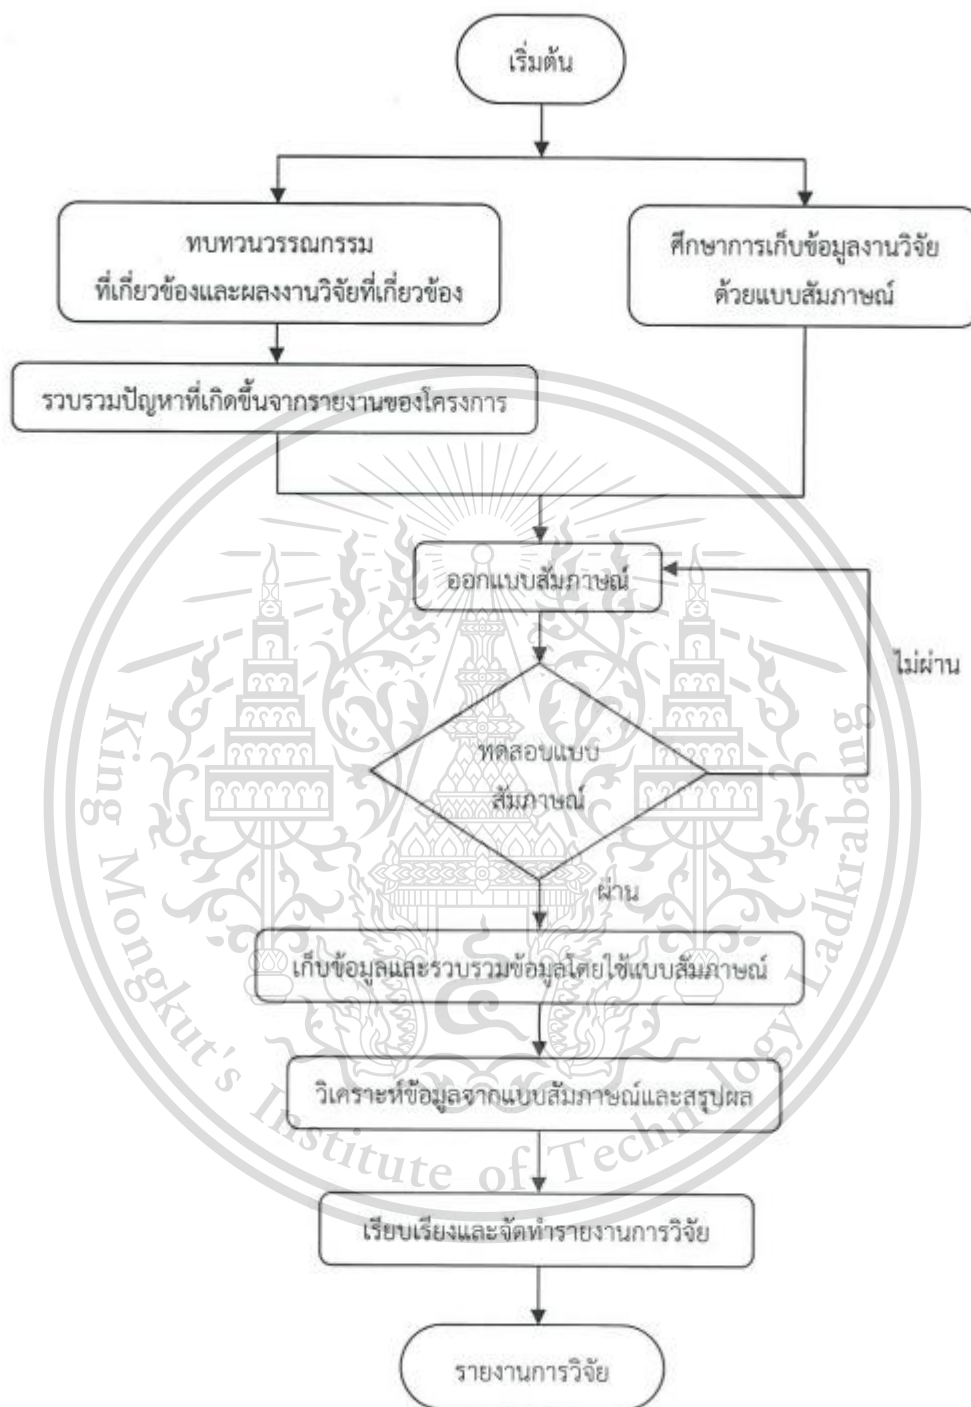 เริ่มต้น
ทบทวนวรรณกรรม
ที่เกี่ยวข้องและผลงานวิจัยที่เกี่ยวข้อง
ศึกษาการเก็บข้อมูลงานวิจัย
ด้วยแบบสัมภาษณ์
รวบรวมปัญหาที่เกิดขึ้นจากรายงานของโครงการ
ออกแบบสัมภาษณ์
ไม่ผ่าน
ทดสอบแบบ
สัมภาษณ์
ผ่าน
เก็บข้อมูลและรวบรวมข้อมูลโดยใช้แบบสัมภาษณ์
วิเคราะห์ข้อมูลจากแบบสัมภาษณ์และสรุปผล
เรียบเรียงและจัดทำรายงานการวิจัย
รายงานการวิจัย
King Mongkut's Institute of Technology Ladkrabang